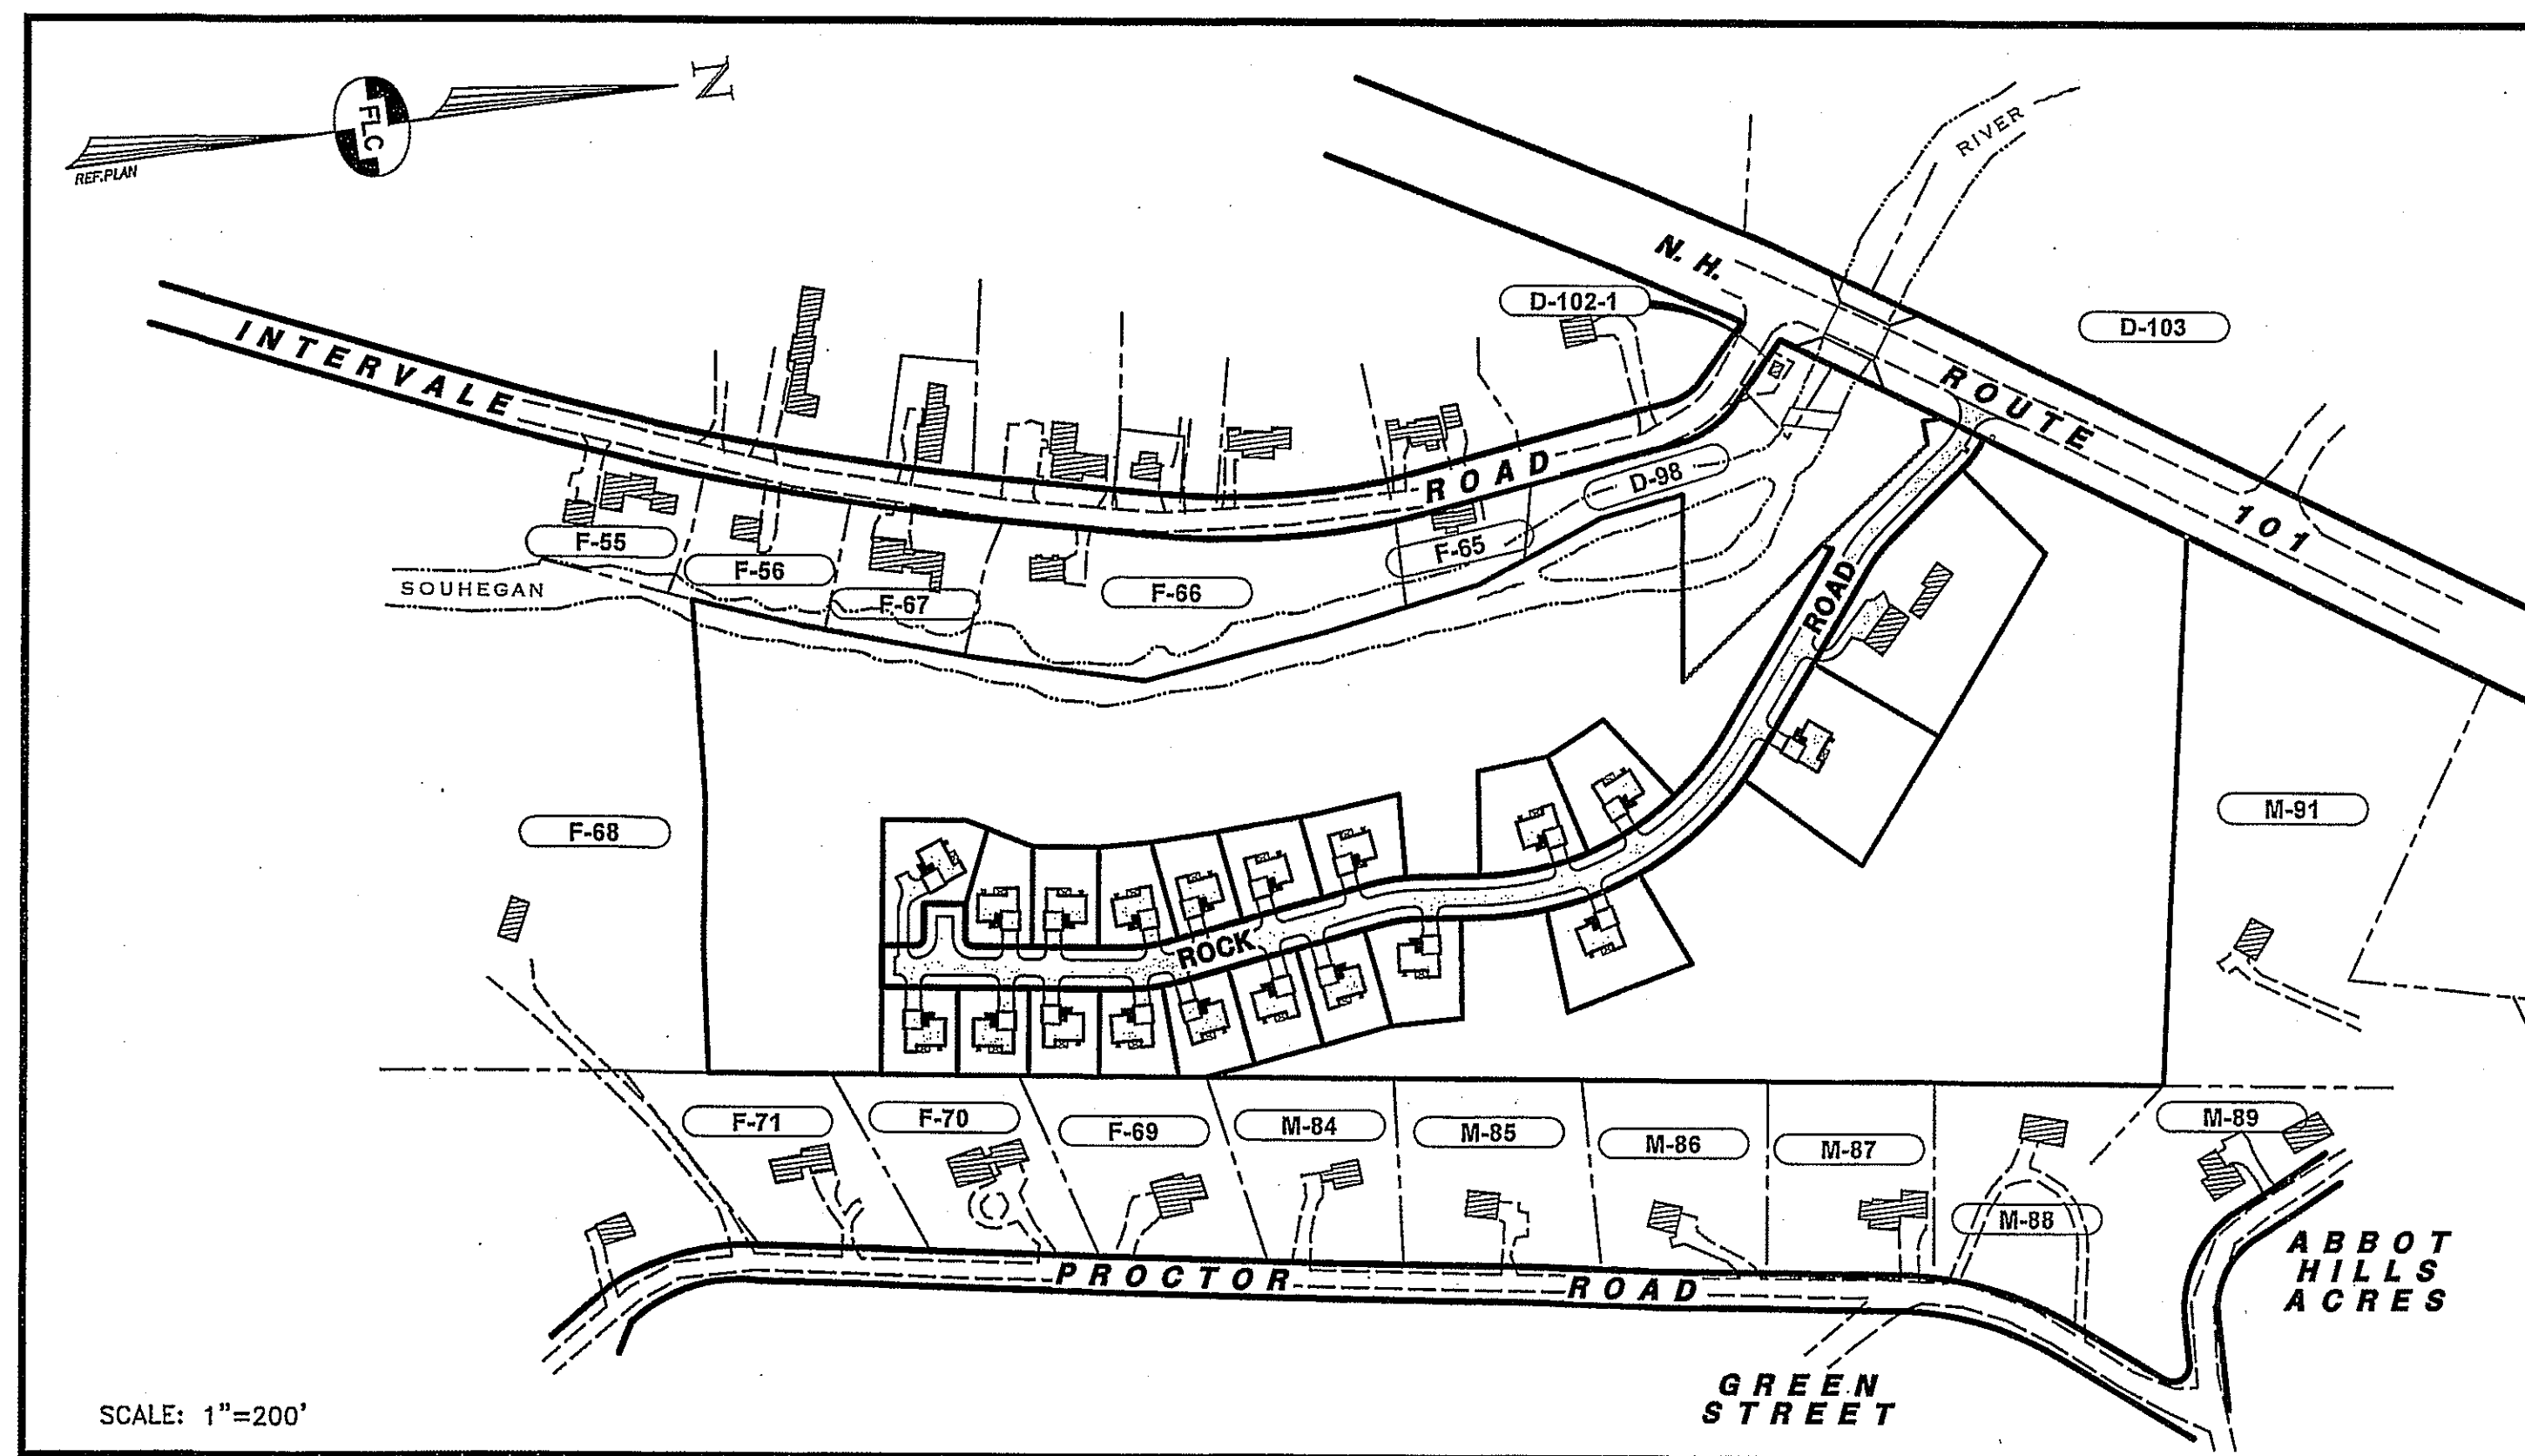 N
FLC
REF.PLAN
RIVER
N. H.
D-102-1
D-103
INTERVALE
ROUTE
ROAD
D-98
101
F-55
F-56
F-65
SOUHEGAN
F-67
F-66
ROAD
M-91
F-68
ROCK
F-71
F-70
F-69
M-84
M-85
M-86
M-87
M-89
M-88
ABBOT
HILLS
ACRES
PROCTOR
ROAD
GREEN
STREET
SCALE: 1"=200'